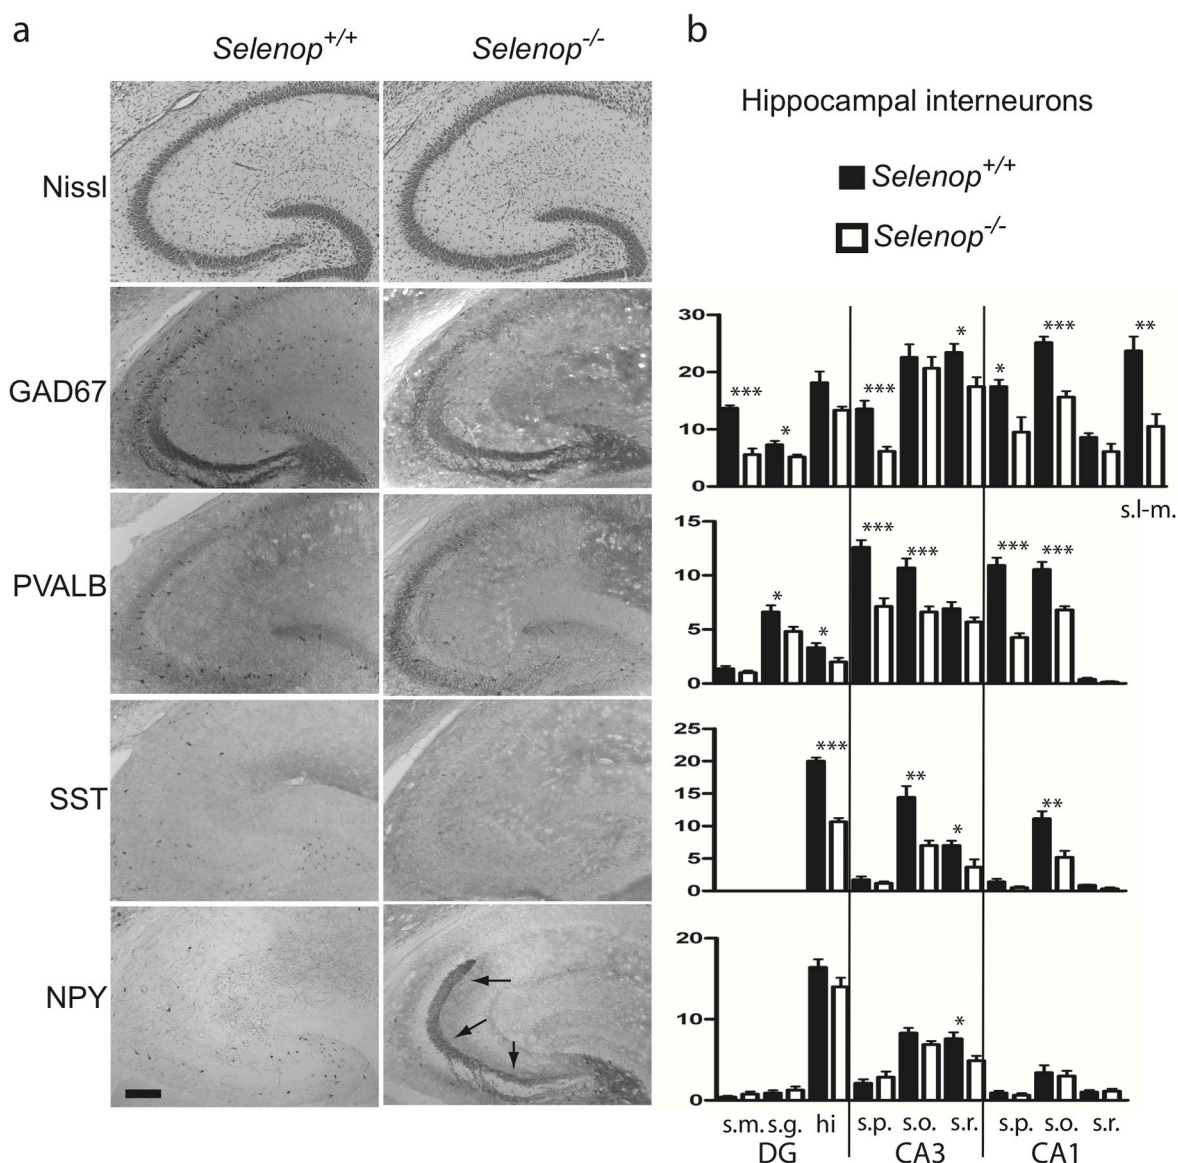 a
b
Selenop+/+
Selenop-/-
Nissl
GAD67
PVALB
SST
NPY
Hippocampal interneurons
Selenop+/+
Selenop-/-
30
20
10
0
***
*
***
*
*
***
**
s.l-m.
15
10
5
0
*
*
***
***
***
***
25
20
15
10
5
0
***
**
*
**
20
10
0
*
s.m. s.g. hi s.p. s.o. s.r. s.p. s.o. s.r.
DG CA3 CA1